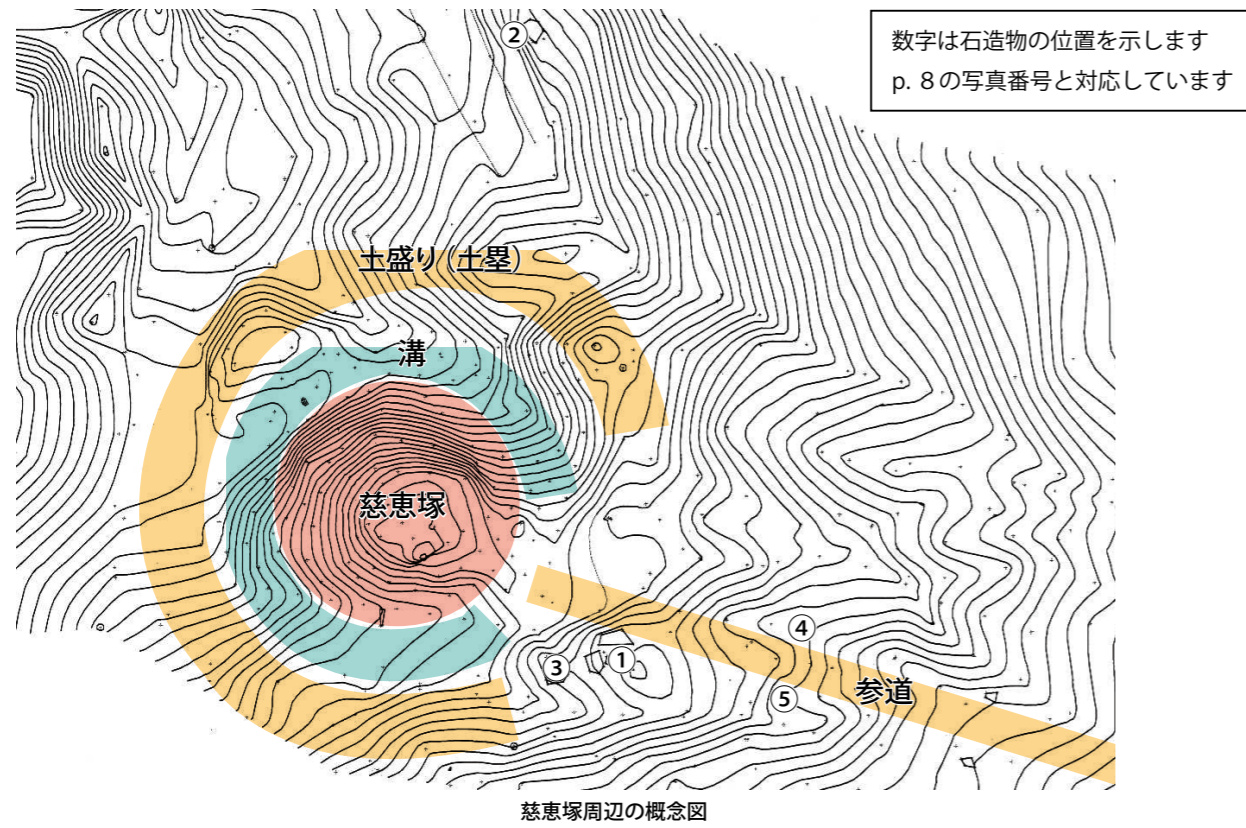 ②
数字は石造物の位置を示します
p. 8の写真番号と対応しています
土盛り（土塁）
溝
慈恵塚
④
③
①
⑤
参道
慈恵塚周辺の概念図